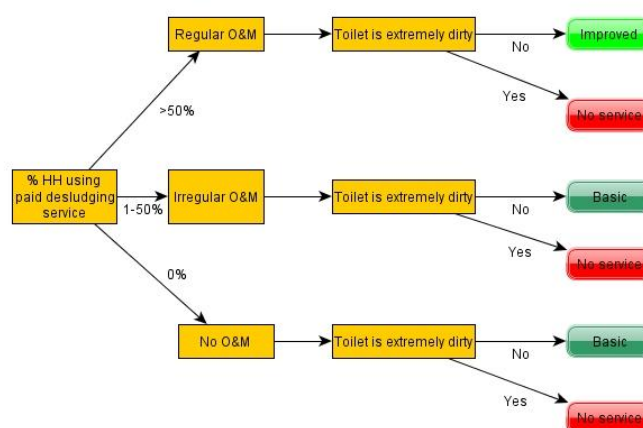 Regular O&M
Toilet is extremely dirty
No
Improved
Yes
No service
>50%
% HH using
paid desludging
service
1-50%
Irregular O&M
Toilet is extremely dirty
No
Basic
Yes
No service
0%
No O&M
Toilet is extremely dirty
No
Basic
Yes
No service